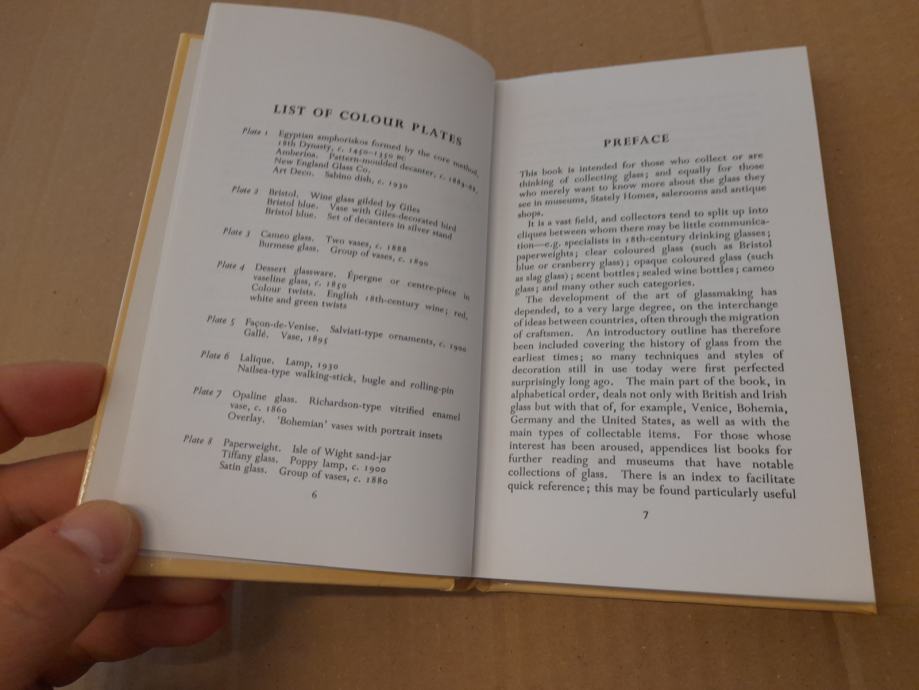 LIST OF COLOUR PLATES
Plate 1 Egyptian amphoriskos formed by the core method,
18th Dynasty, c. 1450–1350 BC
Amberina. Pattern-moulded decanter, c. 1883–88,
New England Glass Co.
Art Deco. Sabino dish, c. 1930
Plate 2 Bristol. Wine glass gilded by Giles
Bristol blue. Vase with Giles-decorated bird
Bristol blue. Set of decanters in silver stand
Plate 3 Cameo glass. Two vases, c. 1888
Burmese glass. Group of vases, c. 1890
Plate 4 Dessert glassware. Épergne or centre-piece in
vaseline glass, c. 1850
Colour twists. English 18th-century wine; red,
white and green twists
Plate 5 Façon-de-Venise. Salviati-type ornaments, c. 1900
Gallé. Vase, 1895
Plate 6 Lalique. Lamp, 1930
Nailsea-type walking-stick, bugle and rolling-pin
Plate 7 Opaline glass. Richardson-type vitrified enamel
vase, c. 1860
Overlay. 'Bohemian' vases with portrait insets
Plate 8 Paperweight. Isle of Wight sand-jar
Tiffany glass. Poppy lamp, c. 1900
Satin glass. Group of vases, c. 1880
6
PREFACE
This book is intended for those who collect or are
thinking of collecting glass; and equally for those
who merely want to know more about the glass they
see in museums, Stately Homes, salerooms and antique
shops.
It is a vast field, and collectors tend to split up into
cliques between whom there may be little communica-
tion—e.g. specialists in 18th-century drinking glasses;
paperweights; clear coloured glass (such as Bristol
blue or cranberry glass); opaque coloured glass (such
as slag glass); scent bottles; sealed wine bottles; cameo
glass; and many other such categories.
The development of the art of glassmaking has
depended, to a very large degree, on the interchange
of ideas between countries, often through the migration
of craftsmen. An introductory outline has therefore
been included covering the history of glass from the
earliest times; so many techniques and styles of
decoration still in use today were first perfected
surprisingly long ago. The main part of the book, in
alphabetical order, deals not only with British and Irish
glass but with that of, for example, Venice, Bohemia,
Germany and the United States, as well as with the
main types of collectable items. For those whose
interest has been aroused, appendices list books for
further reading and museums that have notable
collections of glass. There is an index to facilitate
quick reference; this may be found particularly useful
7